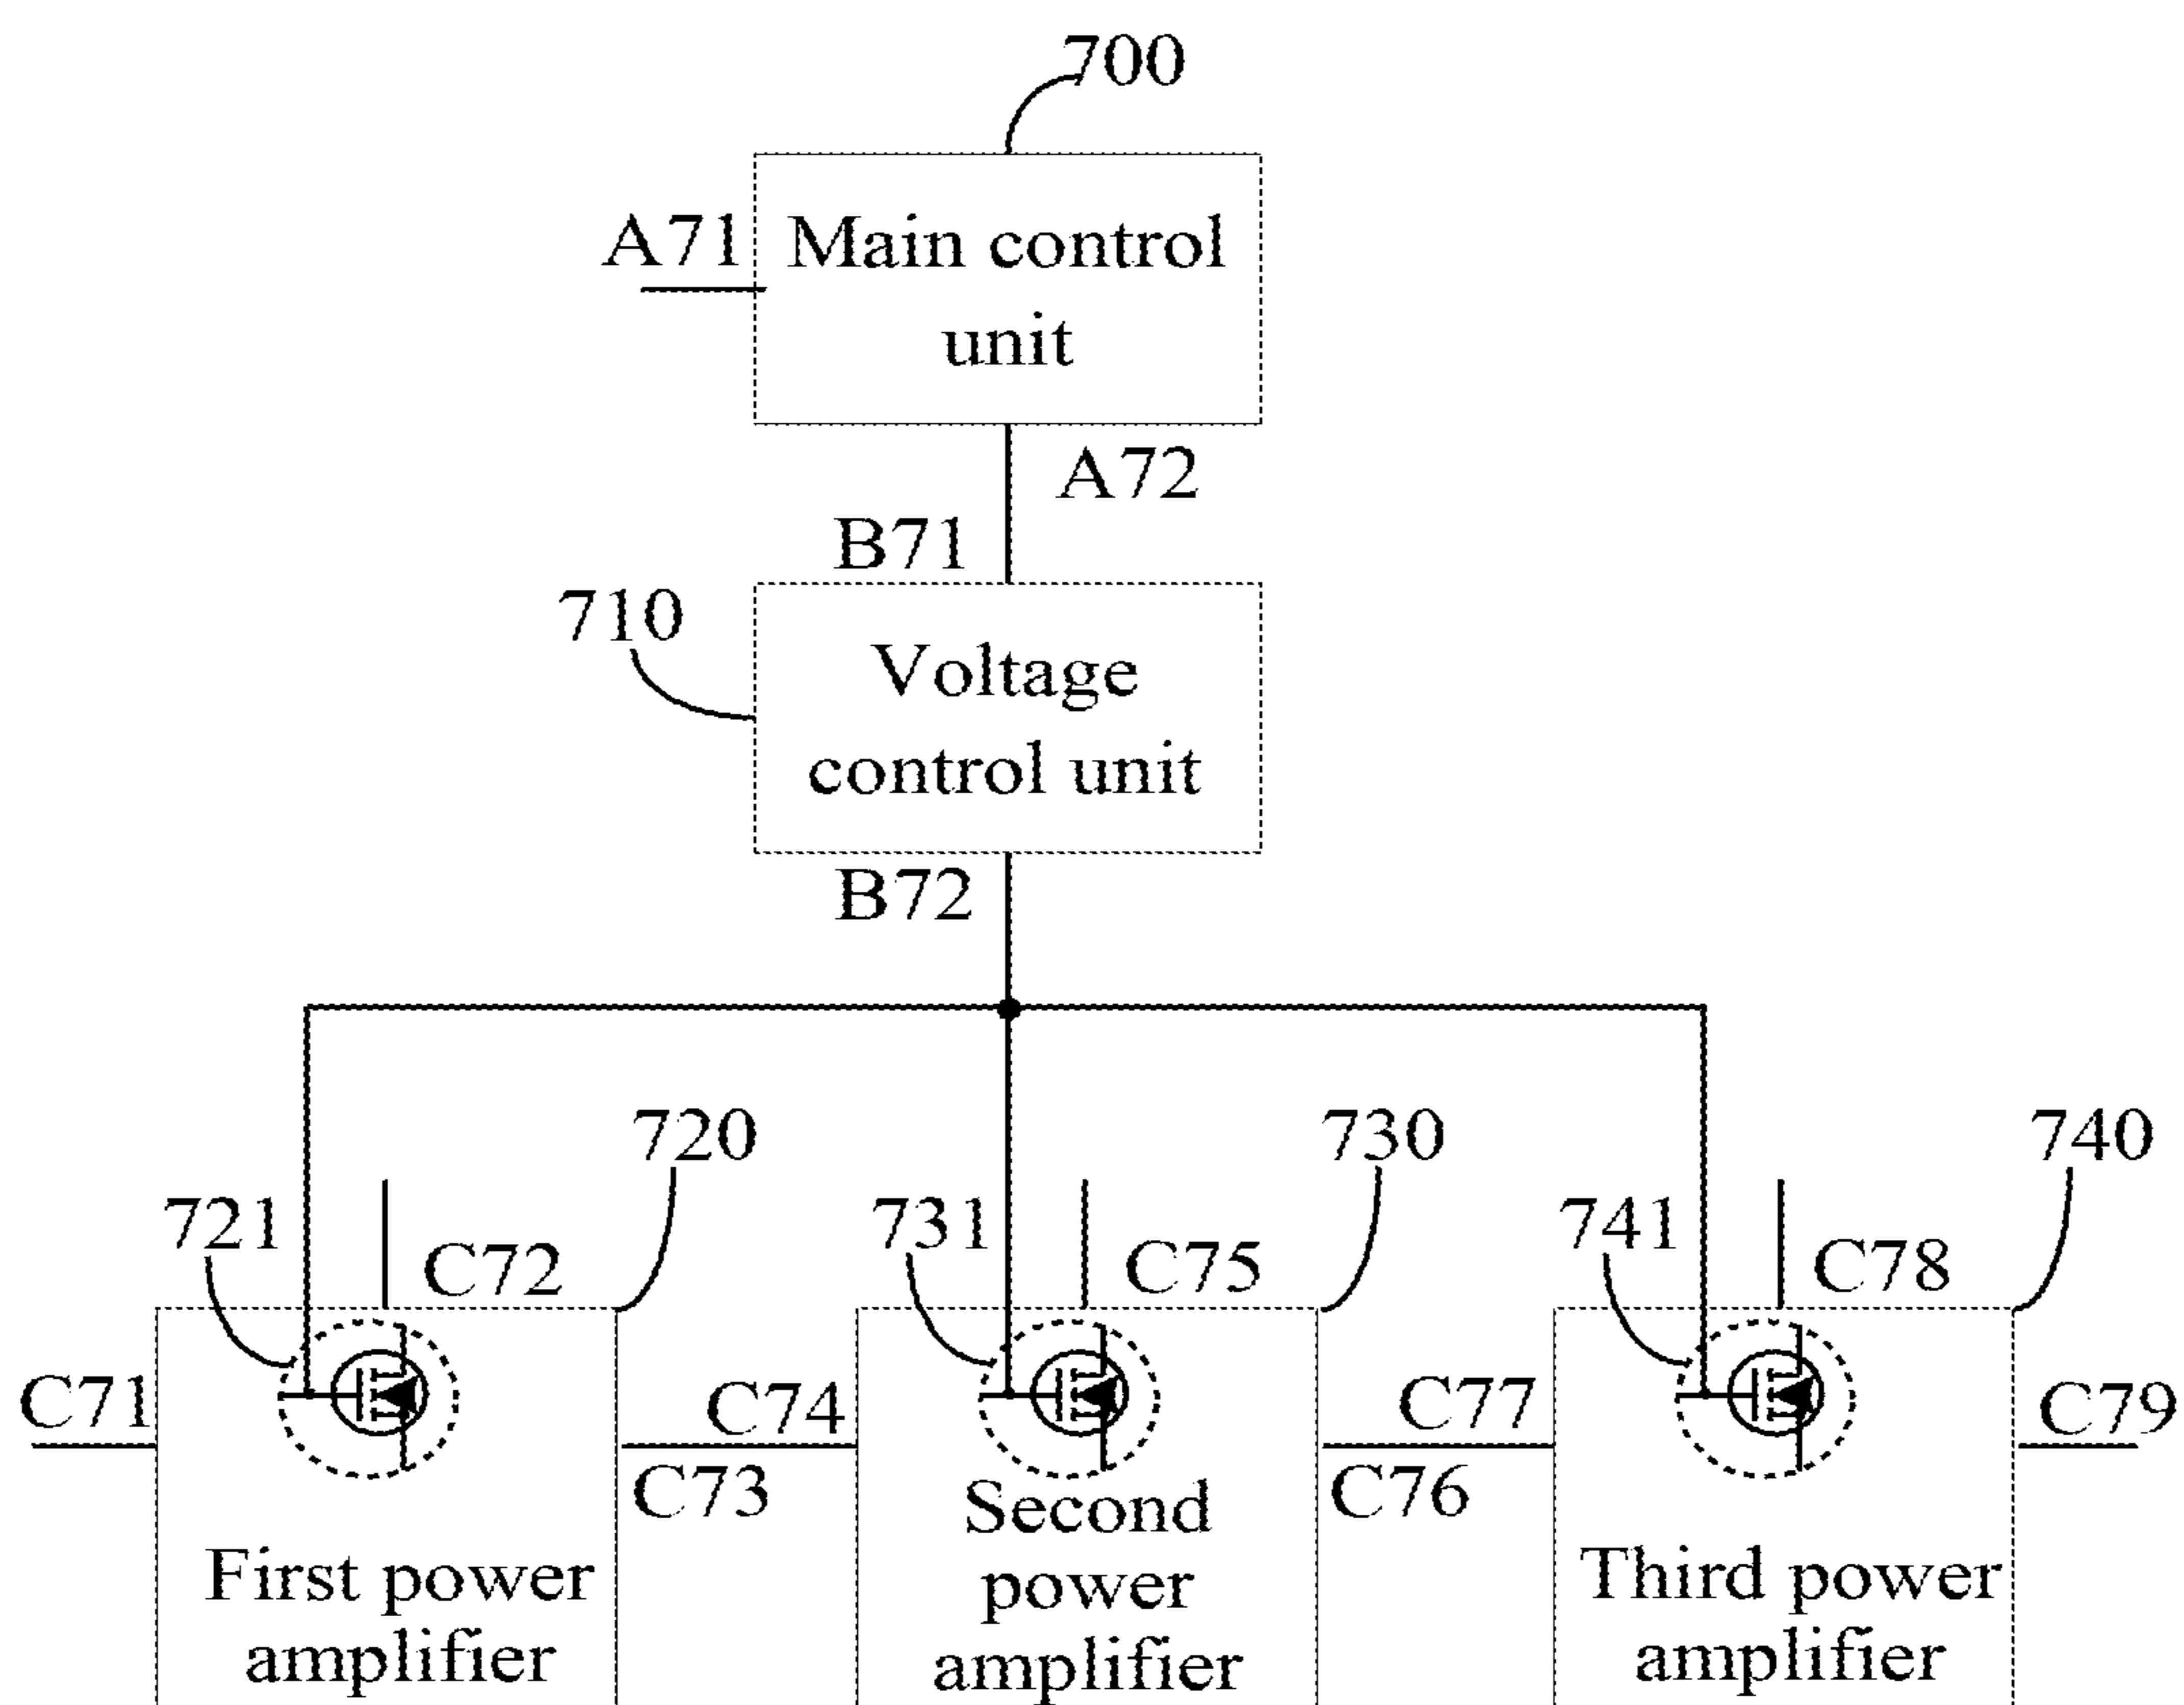 700
A71
Main control
unit
A72
B71
710
Voltage
control unit
B72
720
730
740
721
731
741
C72
C75
C78
C71
C74
C77
C79
C73
C76
First power
amplifier
Second
power
amplifier
Third power
amplifier